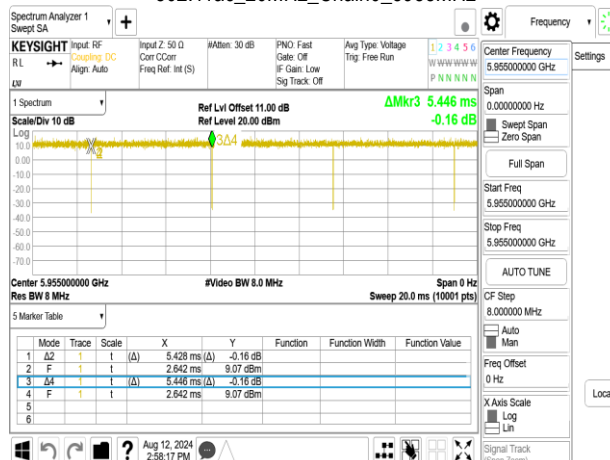 Spectrum Analyzer 1
Swept SA
Frequency
KEYSIGHT
RL
Input: RF
Coupling: DC
Align: Auto
Input Z: 50 Ω
Corr CCorr
Freq Ref: Int (S)
#Atten: 30 dB
PNO: Fast
Gate: Off
IF Gain: Low
Sig Track: Off
Avg Type: Voltage
Trig: Free Run
1 2 3 4 5 6
W W W W W W
P N N N N N
1 Spectrum
Scale/Div 10 dB
Ref Lvl Offset 11.00 dB
Ref Level 20.00 dBm
ΔMkr3 5.446 ms
-0.16 dB
Log
10.0
0.00
-10.0
-20.0
-30.0
-40.0
-50.0
-60.0
-70.0
3Δ4
Center 5.955000000 GHz
Res BW 8 MHz
#Video BW 8.0 MHz
Span 0 Hz
Sweep 20.0 ms (10001 pts)
5 Marker Table
Mode Trace Scale X Y Function Function Width Function Value
1 Δ2 1 t (Δ) 5.428 ms (Δ) -0.16 dB
2 F 1 t 2.642 ms 9.07 dBm
3 Δ4 1 t (Δ) 5.446 ms (Δ) -0.16 dB
4 F 1 t 2.642 ms 9.07 dBm
5
6
Aug 12, 2024
2:58:17 PM
Center Frequency
5.955000000 GHz
Settings
Span
0.00000000 Hz
Swept Span
Zero Span
Full Span
Start Freq
5.955000000 GHz
Stop Freq
5.955000000 GHz
AUTO TUNE
CF Step
8.000000 MHz
Auto
Man
Freq Offset
0 Hz
X Axis Scale
Log
Lin
Local
Signal Track